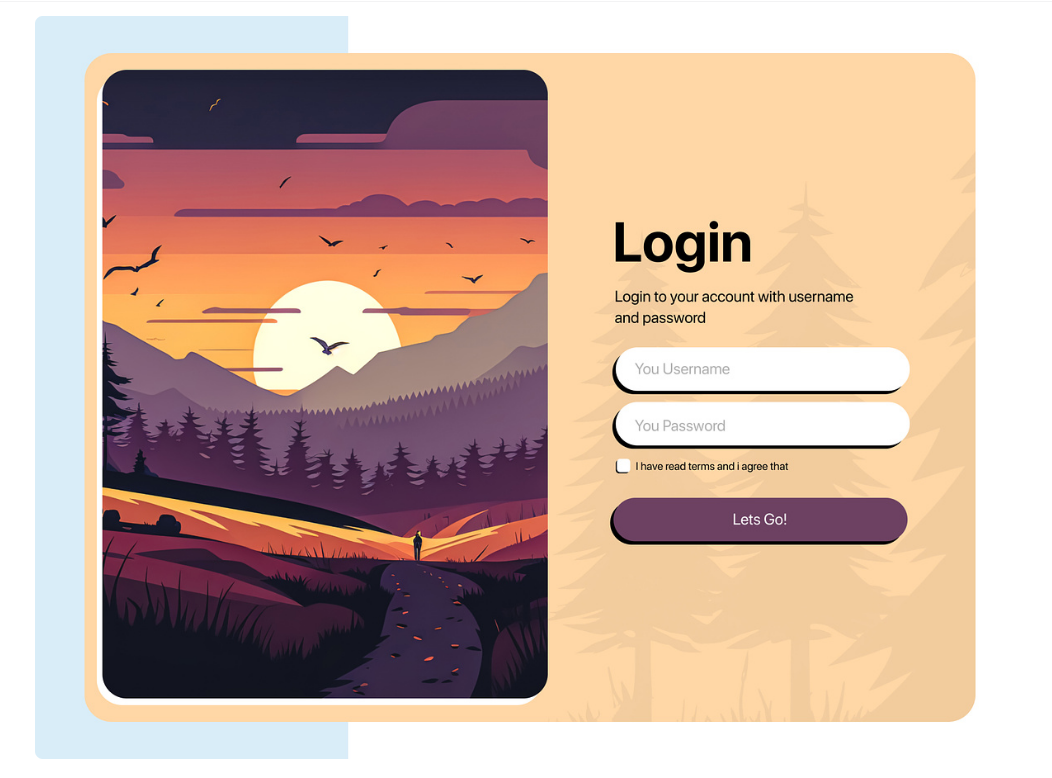 Login
Login to your account with username
and password
You Username
You Password
I have read terms and i agree that
Lets Go!